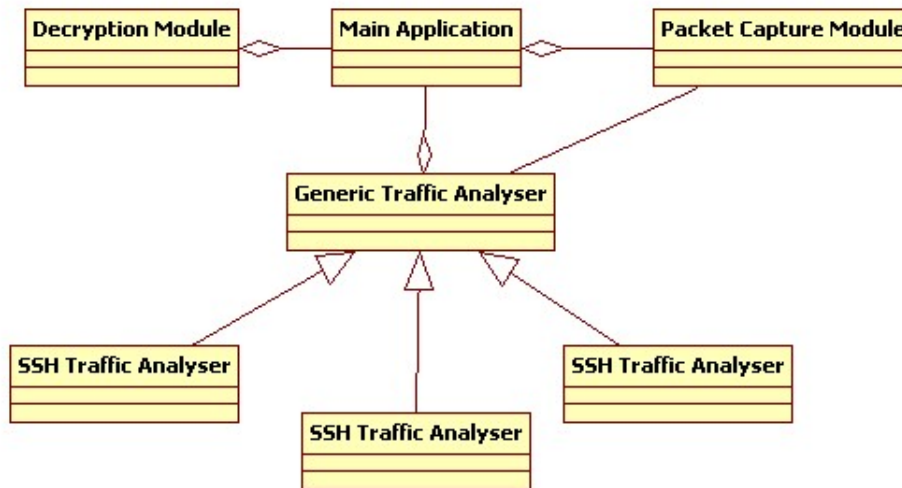 Decryption Module
Main Application
Packet Capture Module
Generic Traffic Analyser
SSH Traffic Analyser
SSH Traffic Analyser
SSH Traffic Analyser